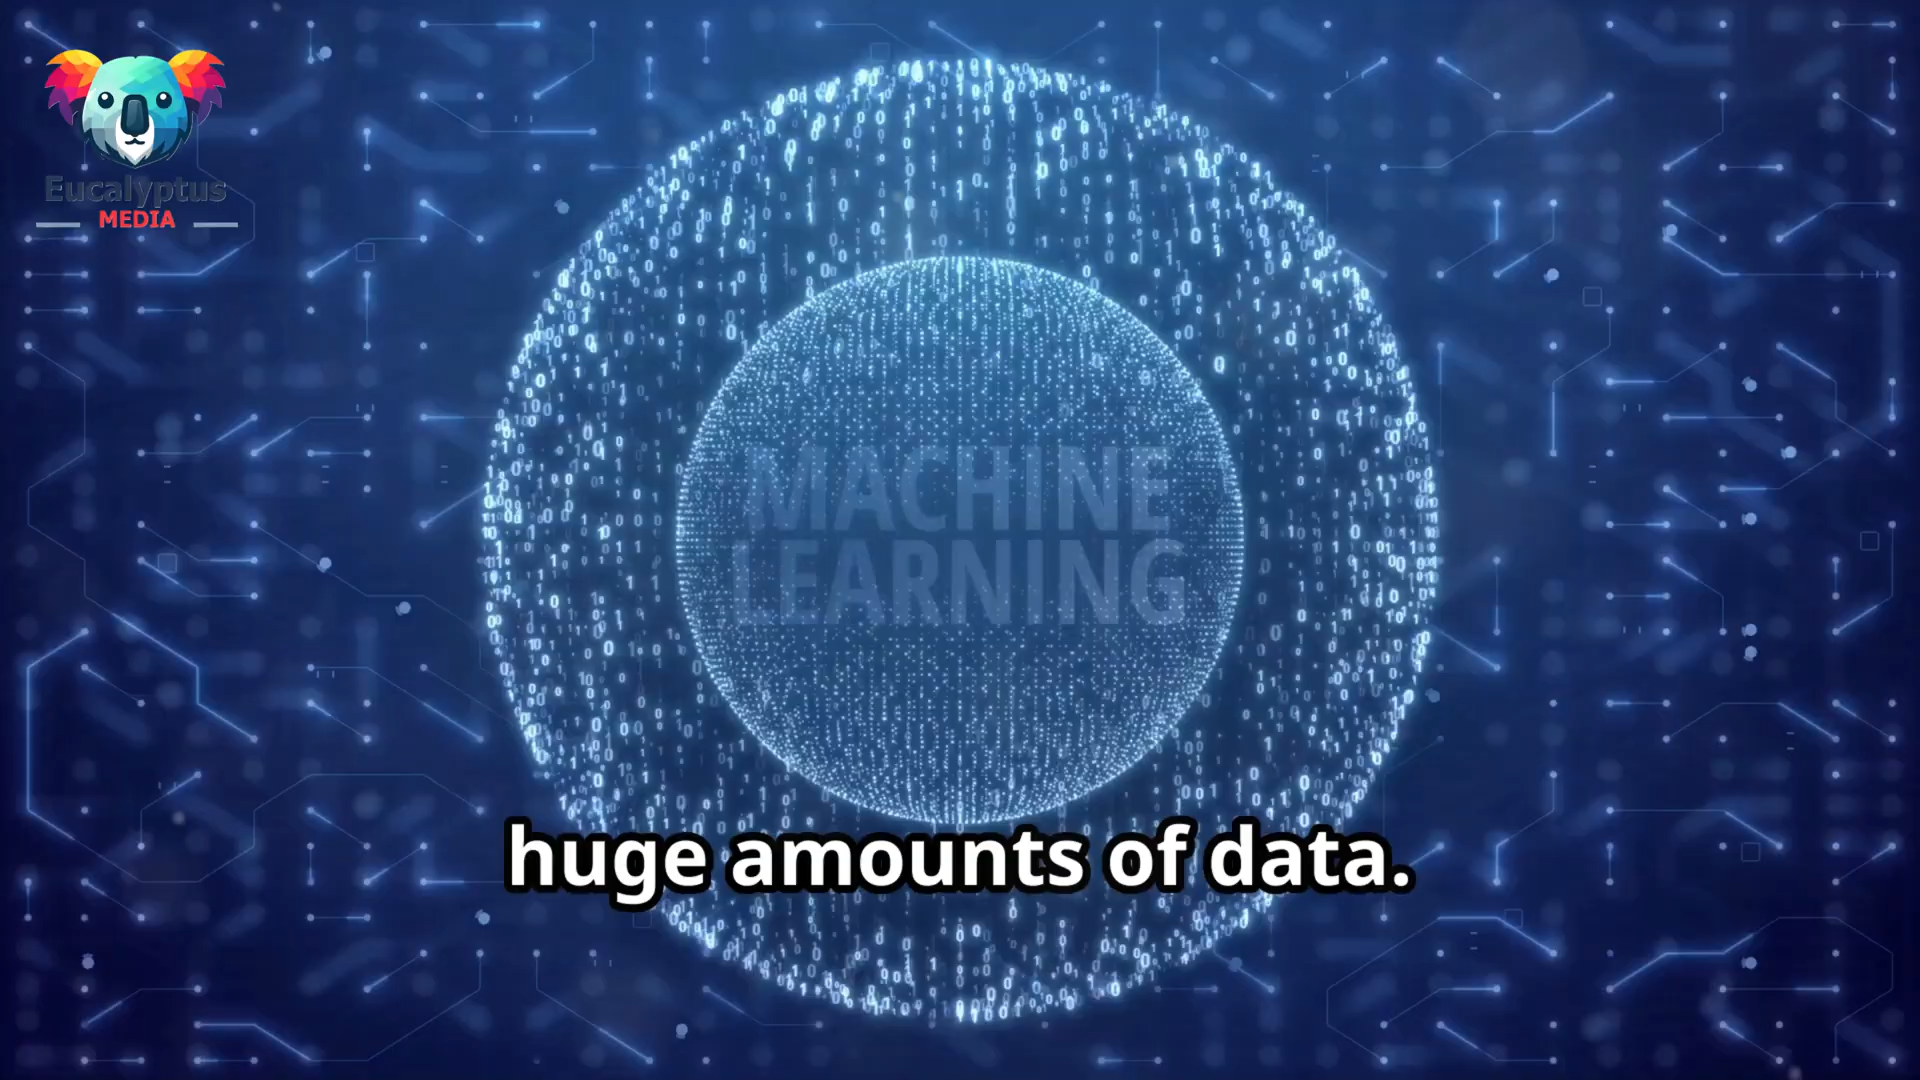 Eucalyptus
MEDIA
MACHINE
LEARNING
huge amounts of data.